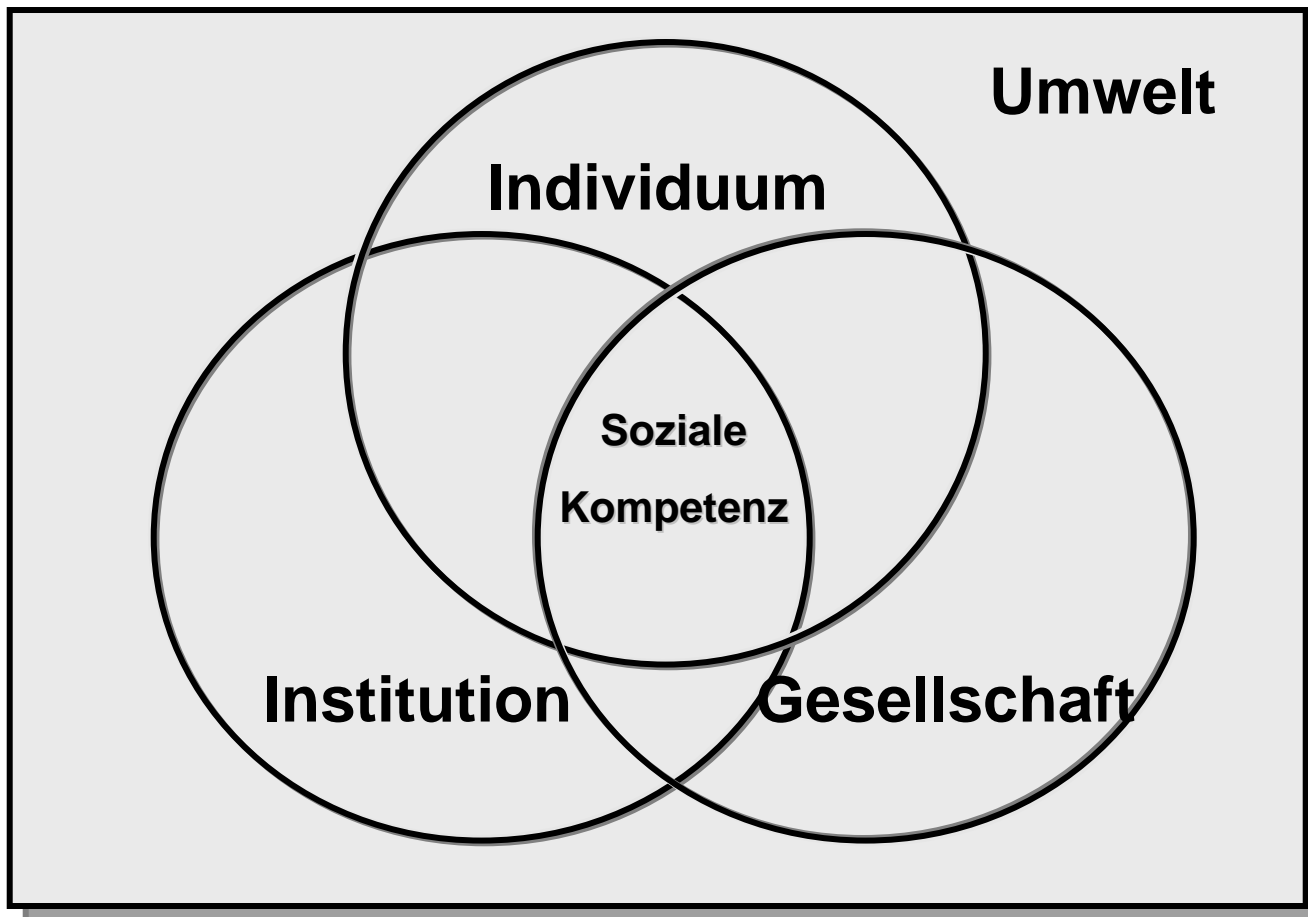 Umwelt
Individuum
Soziale
Kompetenz
Institution
Gesellschaft